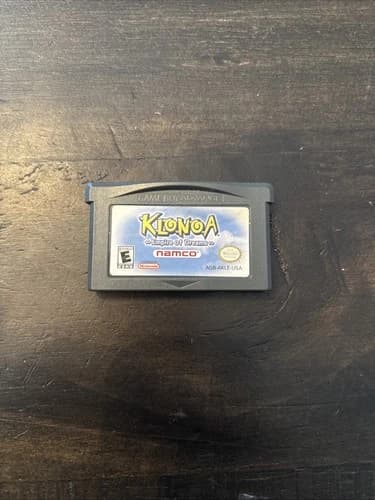 GAME BOY ADVANCE
KLONOA
Empire of Dreams
namco
E
Nintendo
AGB-AKLE-USA